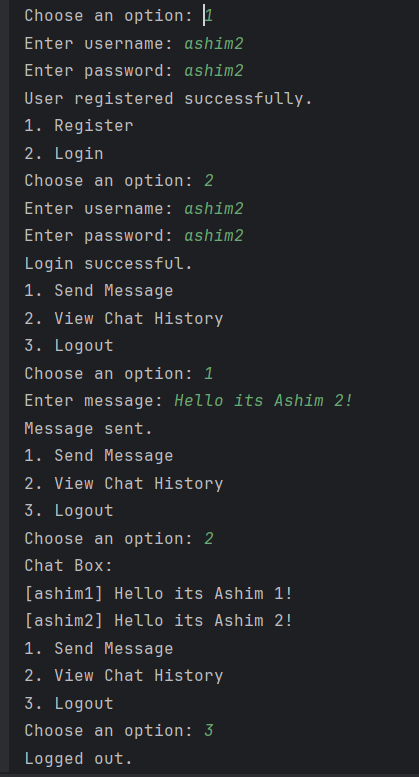 Choose an option: 1
Enter username: ashim2
Enter password: ashim2
User registered successfully.
1. Register
2. Login
Choose an option: 2
Enter username: ashim2
Enter password: ashim2
Login successful.
1. Send Message
2. View Chat History
3. Logout
Choose an option: 1
Enter message: Hello its Ashim 2!
Message sent.
1. Send Message
2. View Chat History
3. Logout
Choose an option: 2
Chat Box:
[ashim1] Hello its Ashim 1!
[ashim2] Hello its Ashim 2!
1. Send Message
2. View Chat History
3. Logout
Choose an option: 3
Logged out.